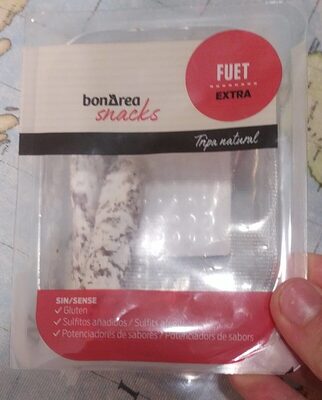 bonÀrea
snacks
FUET
EXTRA
Tripa natural
SIN/SENSE
✓ Gluten
✓ Sulfitos añadidos / Sulfits
✓ Potenciadores de sabores / Potenciadors de sabors